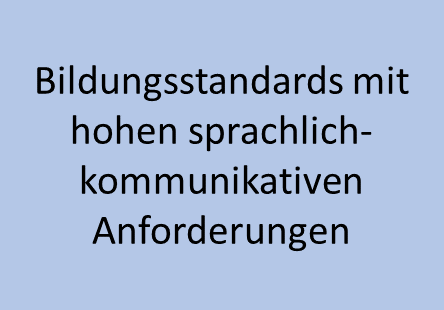 Bildungsstandards mit
hohen sprachlich-
kommunikativen
Anforderungen